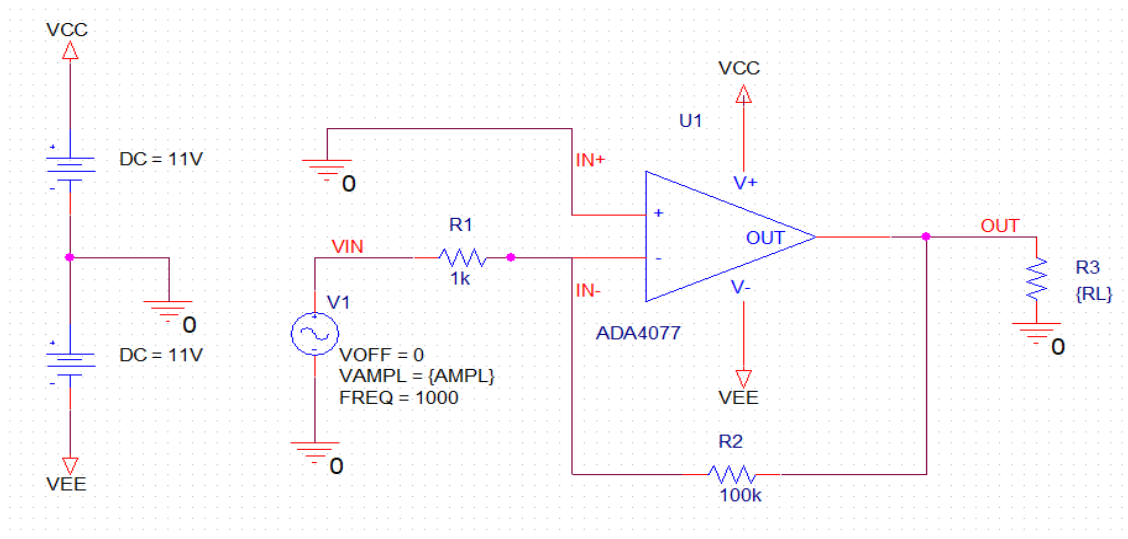 VCC
+
DC = 11V
-
0
+
DC = 11V
-
VEE
VIN
R1
1k
V1
+
-
VOFF = 0
VAMPL = {AMPL}
FREQ = 1000
0
0
IN+
IN-
U1
VCC
V+
+
-
OUT
V-
ADA4077
VEE
R2
100k
OUT
R3
{RL}
0